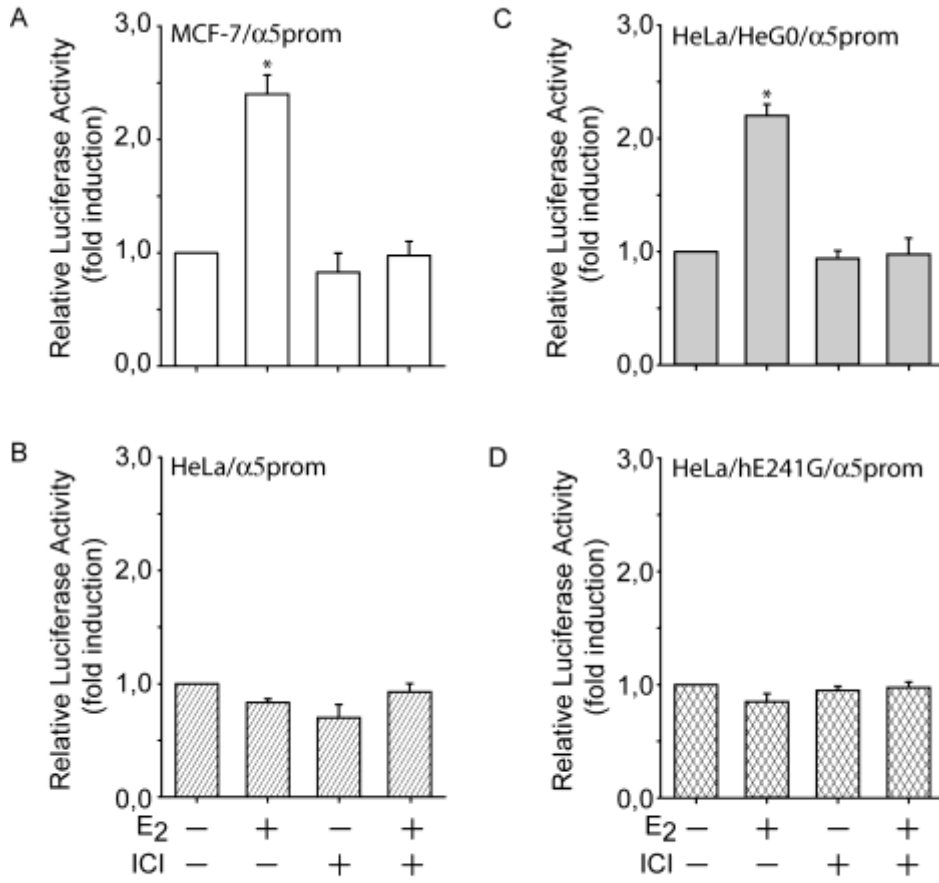 A
MCF-7/α5prom
*
Relative Luciferase Activity
(fold induction)
3,0
2,0
1,0
0,0
C
HeLa/HeG0/α5prom
*
Relative Luciferase Activity
(fold induction)
3,0
2,0
1,0
0,0
B
HeLa/α5prom
Relative Luciferase Activity
(fold induction)
3,0
2,0
1,0
0,0
E2 − + − +
ICI − − + +
D
HeLa/hE241G/α5prom
Relative Luciferase Activity
(fold induction)
3,0
2,0
1,0
0,0
− + − +
− − + +